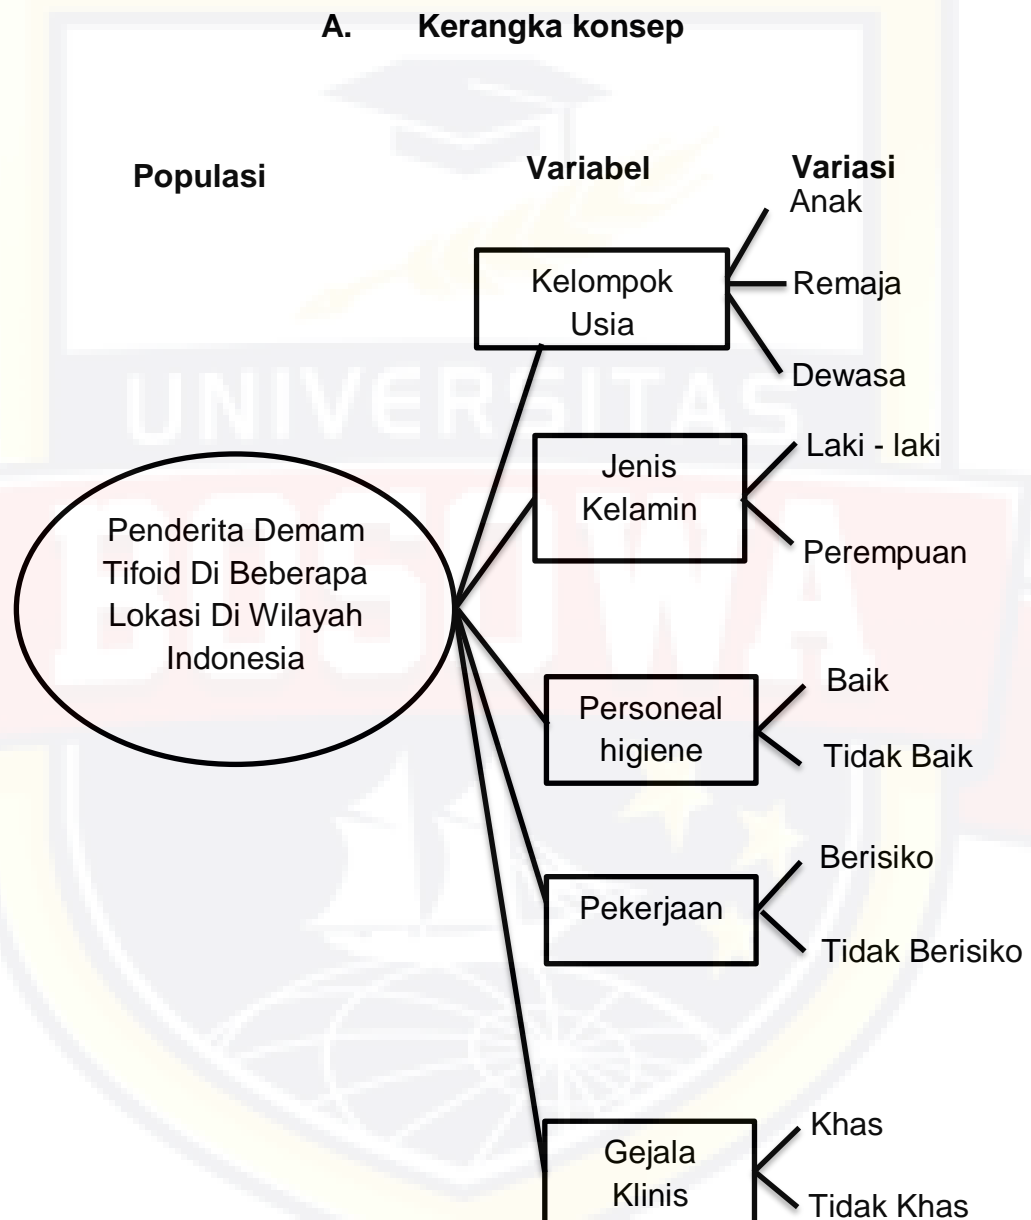 A. Kerangka konsep
Populasi
Variabel
Variasi
Kelompok
Usia
Anak
Remaja
Dewasa
Jenis
Kelamin
Laki - laki
Perempuan
Penderita Demam
Tifoid Di Beberapa
Lokasi Di Wilayah
Indonesia
Personeal
higiene
Baik
Tidak Baik
Pekerjaan
Berisiko
Tidak Berisiko
Gejala
Klinis
Khas
Tidak Khas
UNIVERSITAS
BOSOWA